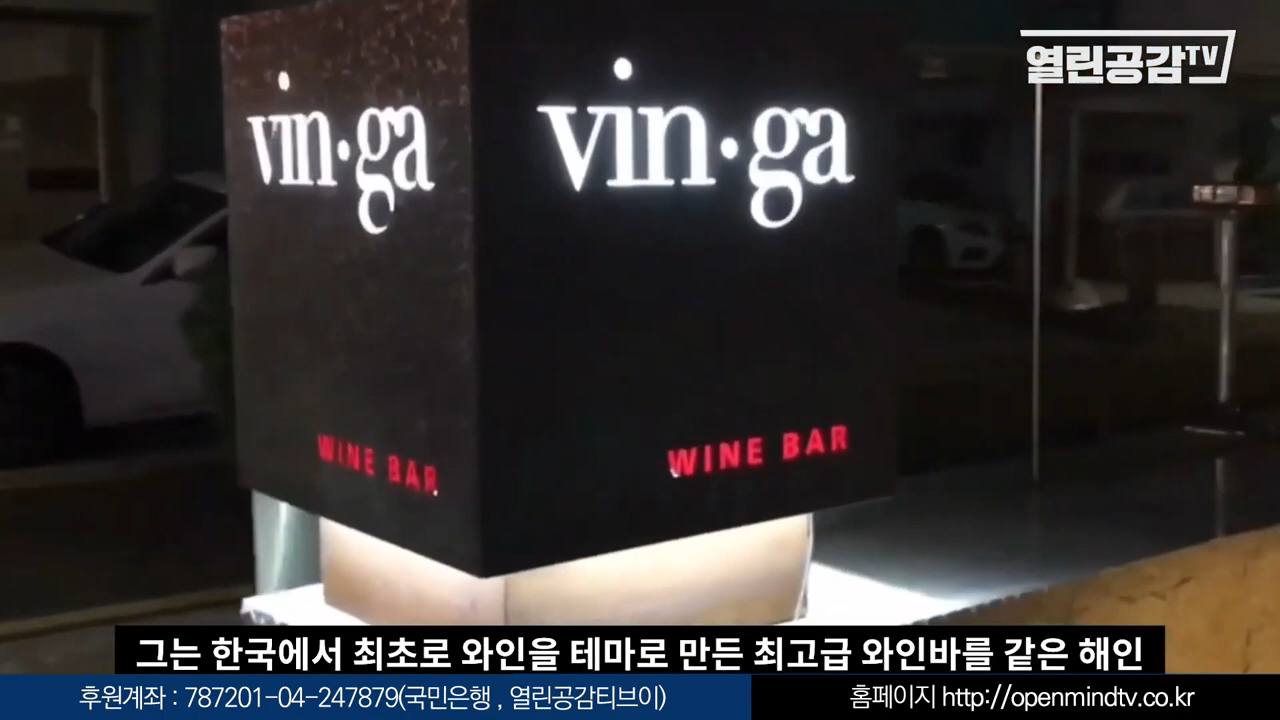 열린공감TV
vin·ga
vin·ga
WINE BAR
WINE BAR
그는 한국에서 최초로 와인을 테마로 만든 최고급 와인바를 같은 해인
후원계좌 : 787201-04-247879(국민은행 , 열린공감티브이)
홈페이지 http://openmindtv.co.kr